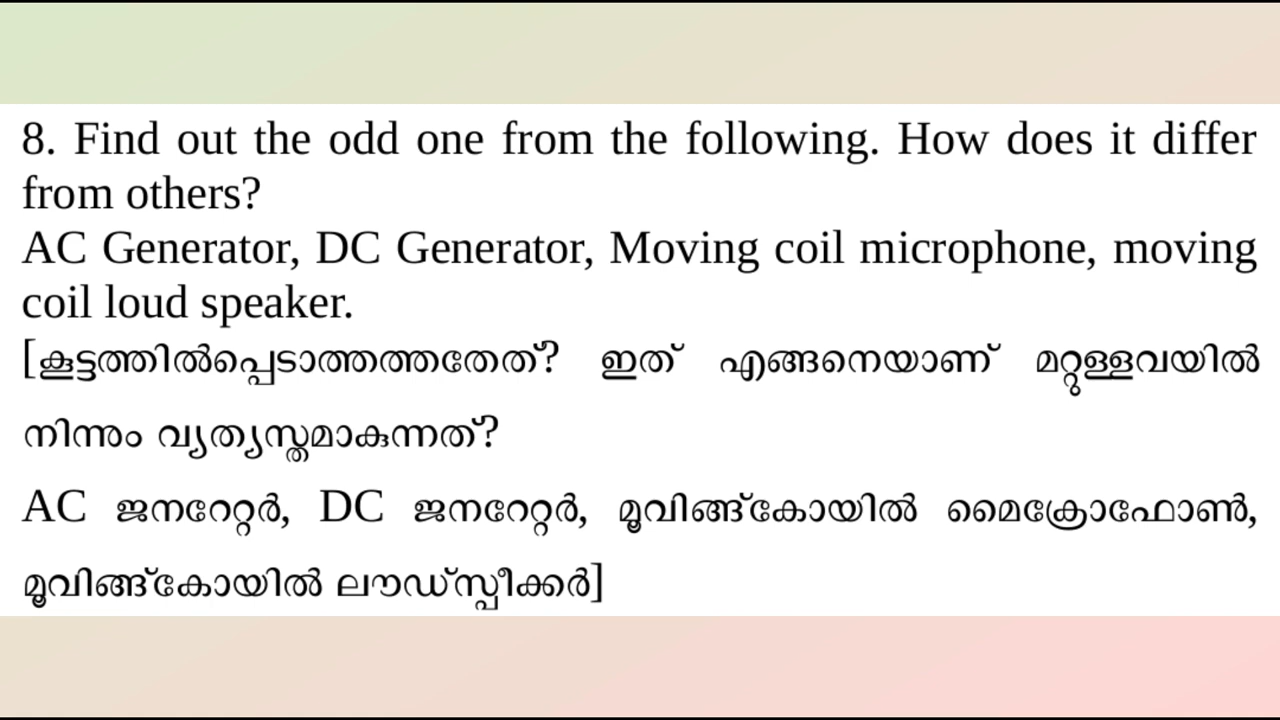 8. Find out the odd one from the following. How does it differ
from others?
AC Generator, DC Generator, Moving coil microphone, moving
coil loud speaker.
[കൂട്ടത്തിൽപ്പെടാത്തത്തതേത്? ഇത് എങ്ങനെയാണ് മറ്റുള്ളവയിൽ
നിന്നും വ്യത്യസ്തമാകുന്നത്?
AC ജനറേറ്റർ, DC ജനറേറ്റർ, മൂവിങ്ങ്കോയിൽ മൈക്രോഫോൺ,
മൂവിങ്ങ്കോയിൽ ലൗഡ്സ്പീക്കർ]